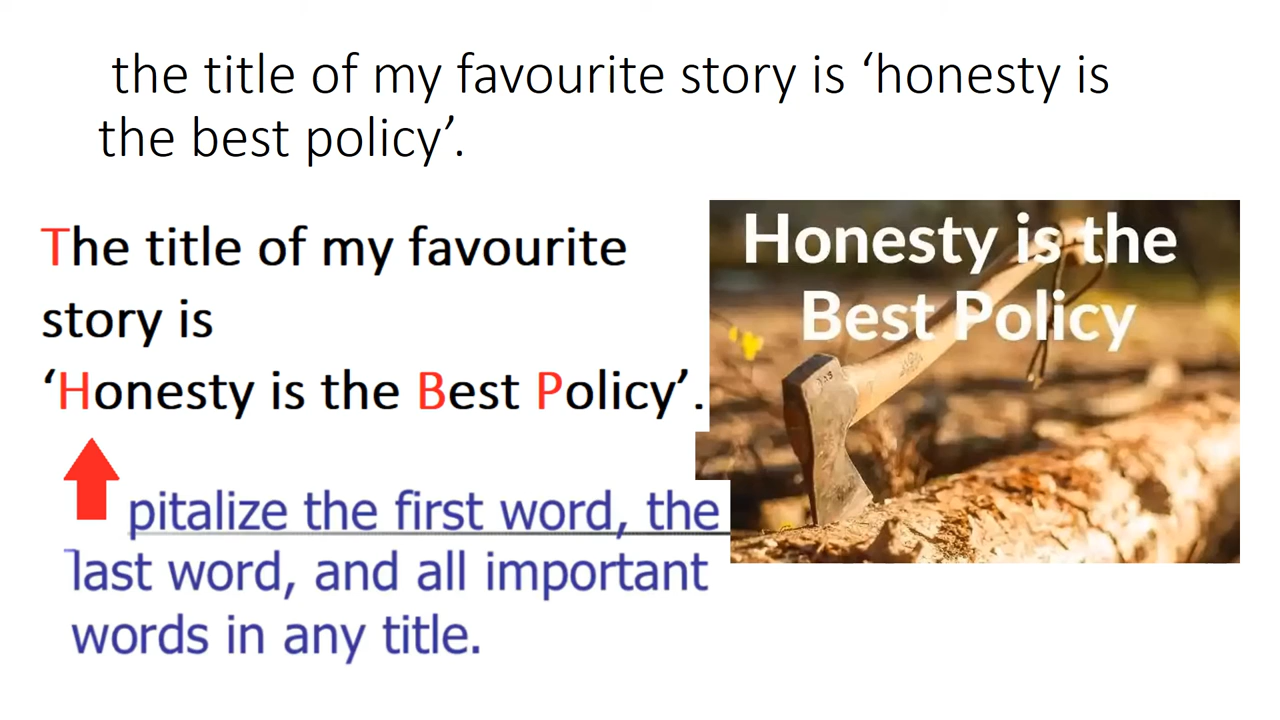 the title of my favourite story is ‘honesty is
the best policy’.
The title of my favourite
story is
‘Honesty is the Best Policy’.
Honesty is the
Best Policy
pitalize the first word, the
last word, and all important
words in any title.